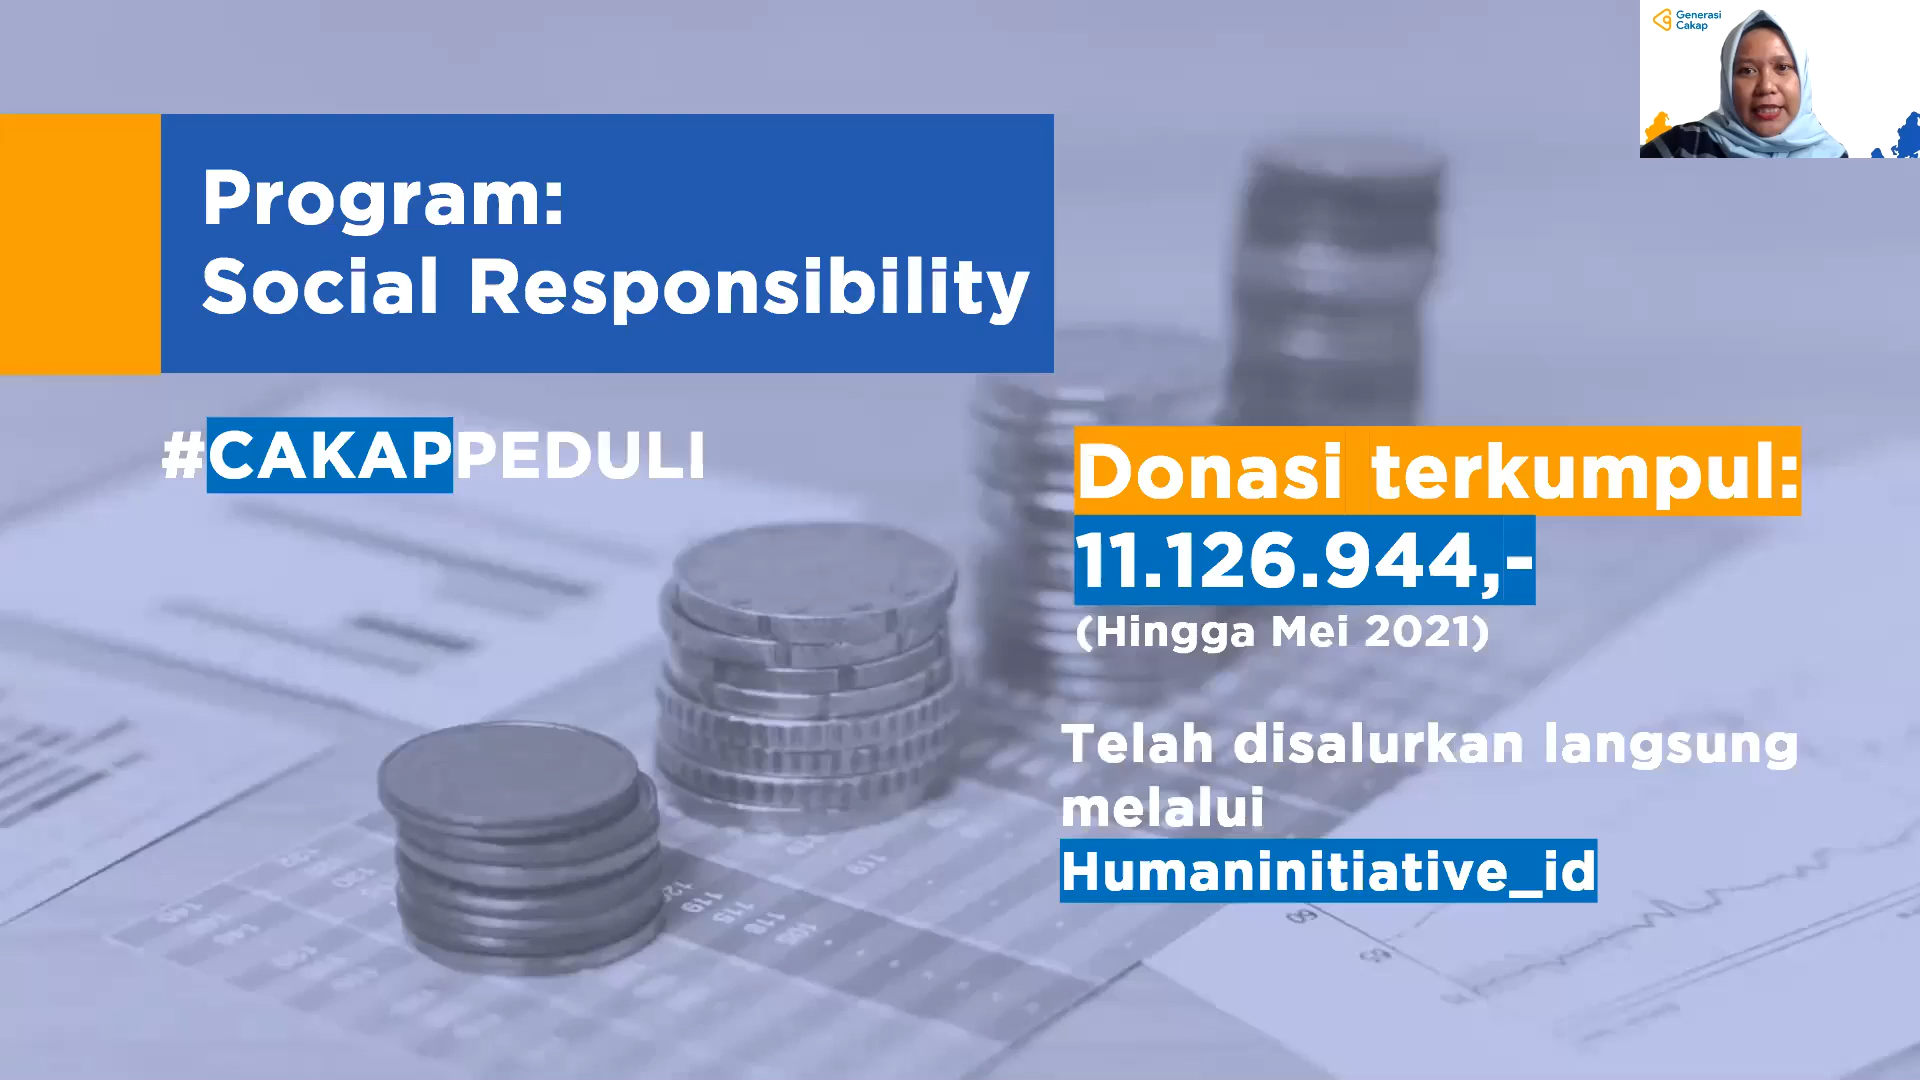 Generasi
Cakap
Program:
Social Responsibility
#CAKAPPEDULI
Donasi terkumpul:
11.126.944,-
(Hingga Mei 2021)
Telah disalurkan langsung
melalui
Humaninitiative_id